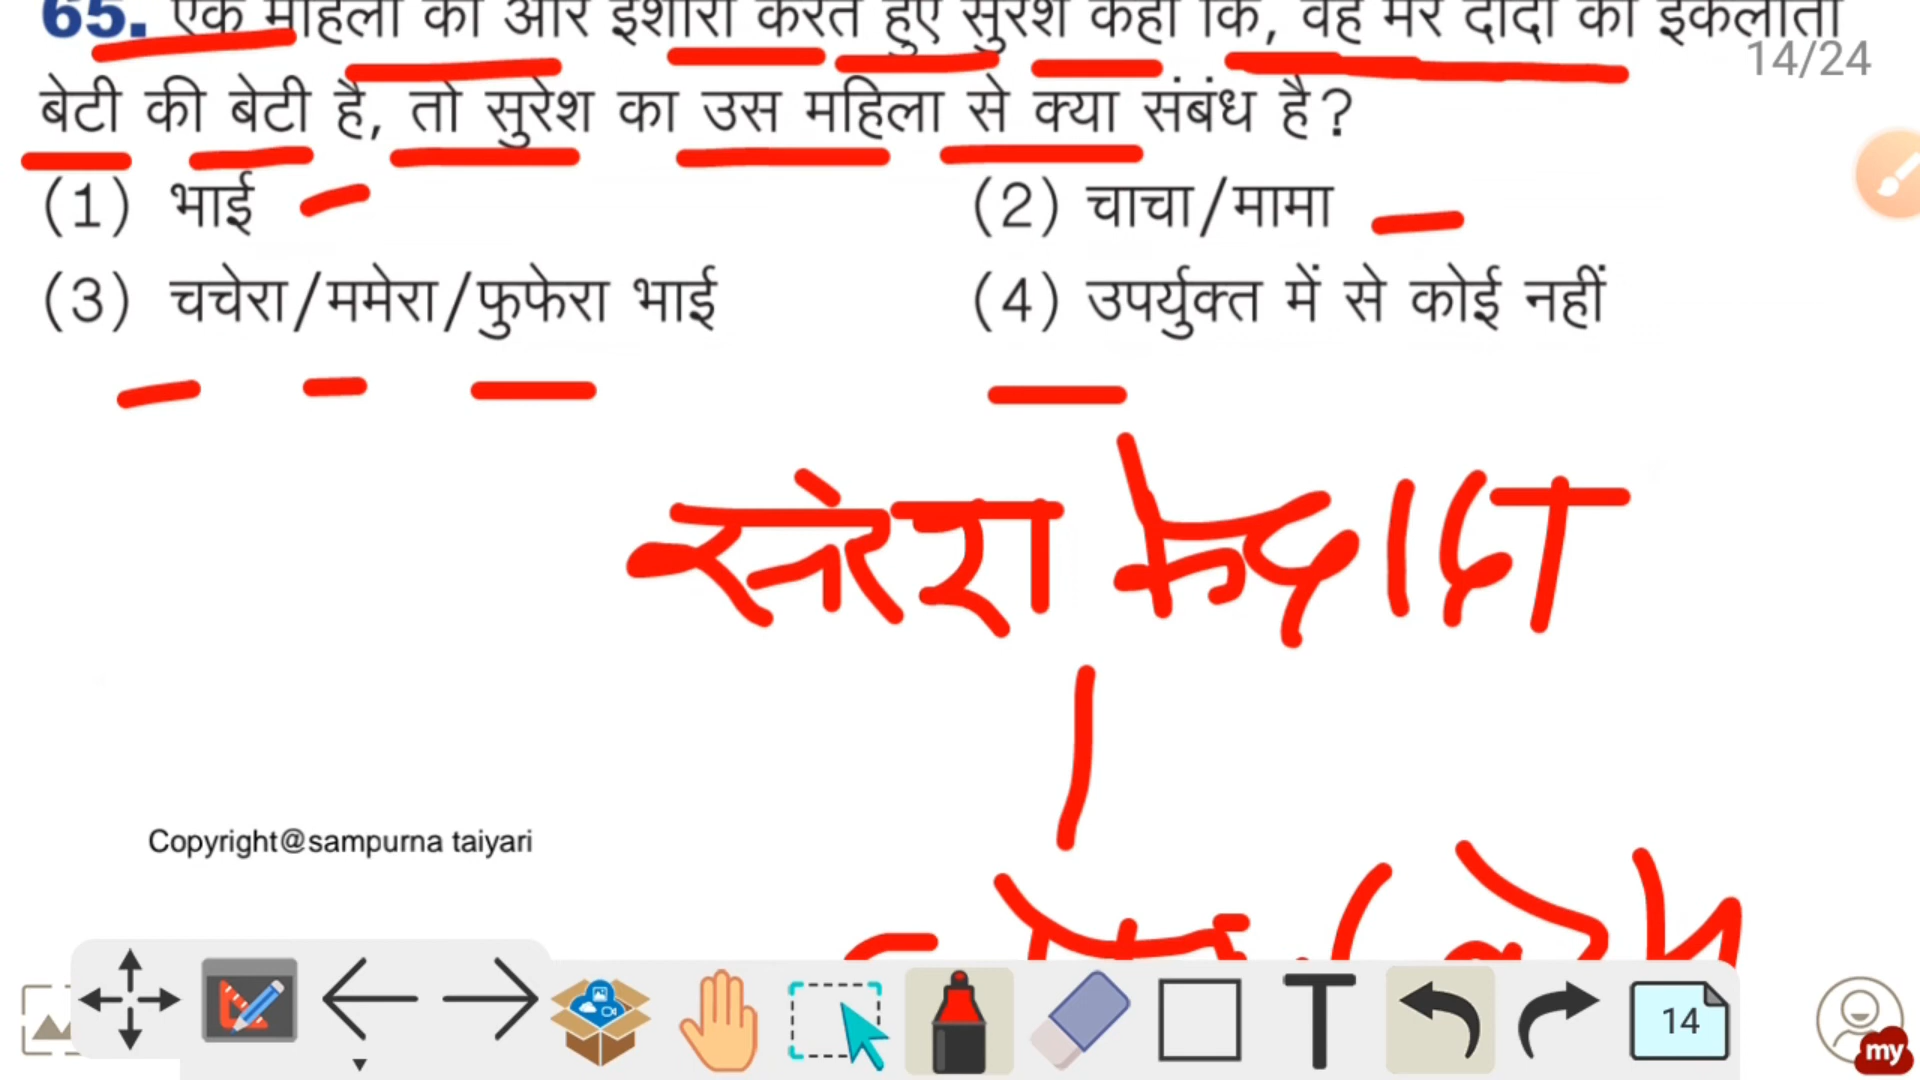 65. एक महिला की ओर इशारा करते हुए सुरेश कहा कि, वह मेरे दादा की इकलौती
14/24
बेटी की बेटी है, तो सुरेश का उस महिला से क्या संबंध है?
(1) भाई (2) चाचा/मामा
(3) चचेरा/ममेरा/फुफेरा भाई (4) उपर्युक्त में से कोई नहीं
के दादा
Copyright@sampurna taiyari
T 14
my